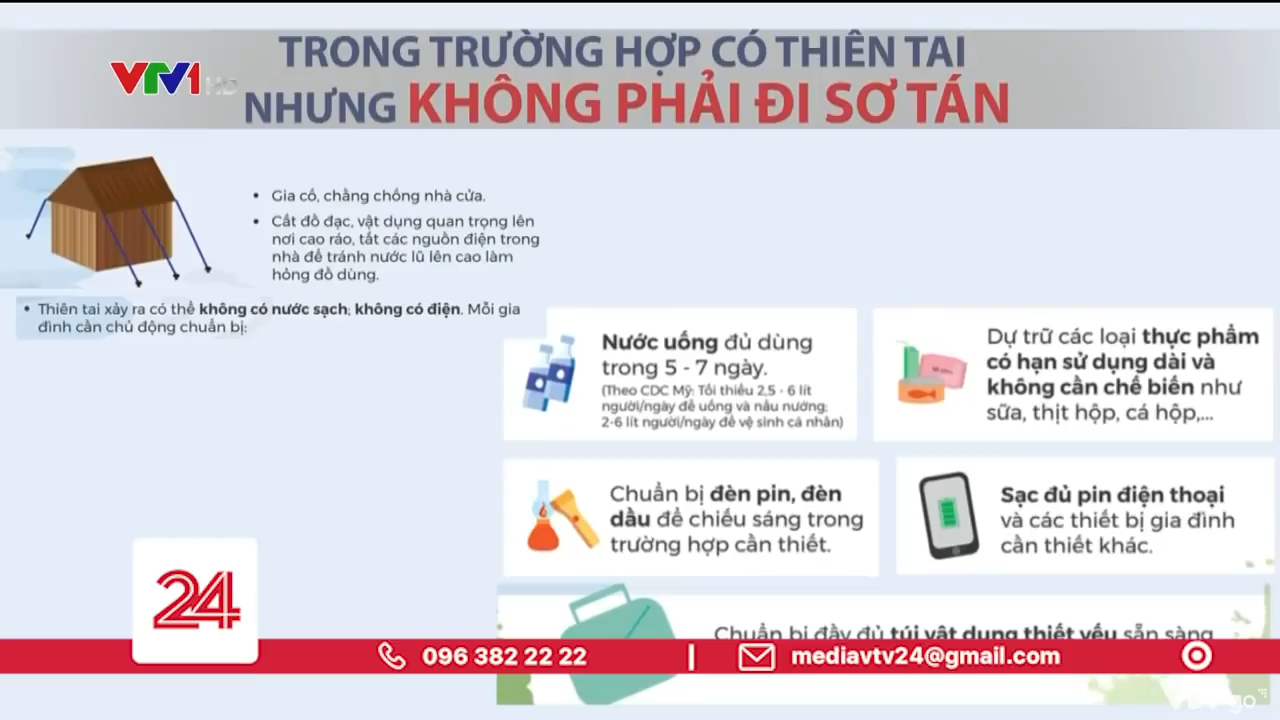 TRONG TRƯỜNG HỢP CÓ THIÊN TAI
NHƯNG KHÔNG PHẢI ĐI SƠ TÁN
VTV1 HD
• Gia cố, chằng chống nhà cửa.
• Cất đồ đạc, vật dụng quan trọng lên
nơi cao ráo, tắt các nguồn điện trong
nhà để tránh nước lũ lên cao làm
hỏng đồ dùng.
• Thiên tai xảy ra có thể không có nước sạch; không có điện. Mỗi gia
đình cần chủ động chuẩn bị:
Nước uống đủ dùng
trong 5 - 7 ngày.
(Theo CDC Mỹ: Tối thiểu 2,5 - 6 lít
người/ngày để uống và nấu nướng;
2-6 lít người/ngày để vệ sinh cá nhân)
Dự trữ các loại thực phẩm
có hạn sử dụng dài và
không cần chế biến như
sữa, thịt hộp, cá hộp,...
Chuẩn bị đèn pin, đèn
dầu để chiếu sáng trong
trường hợp cần thiết.
Sạc đủ pin điện thoại
và các thiết bị gia đình
cần thiết khác.
Chuẩn bị đầy đủ túi vật dụng thiết yếu sẵn sàng
24
096 382 22 22 | mediavtv24@gmail.com
go